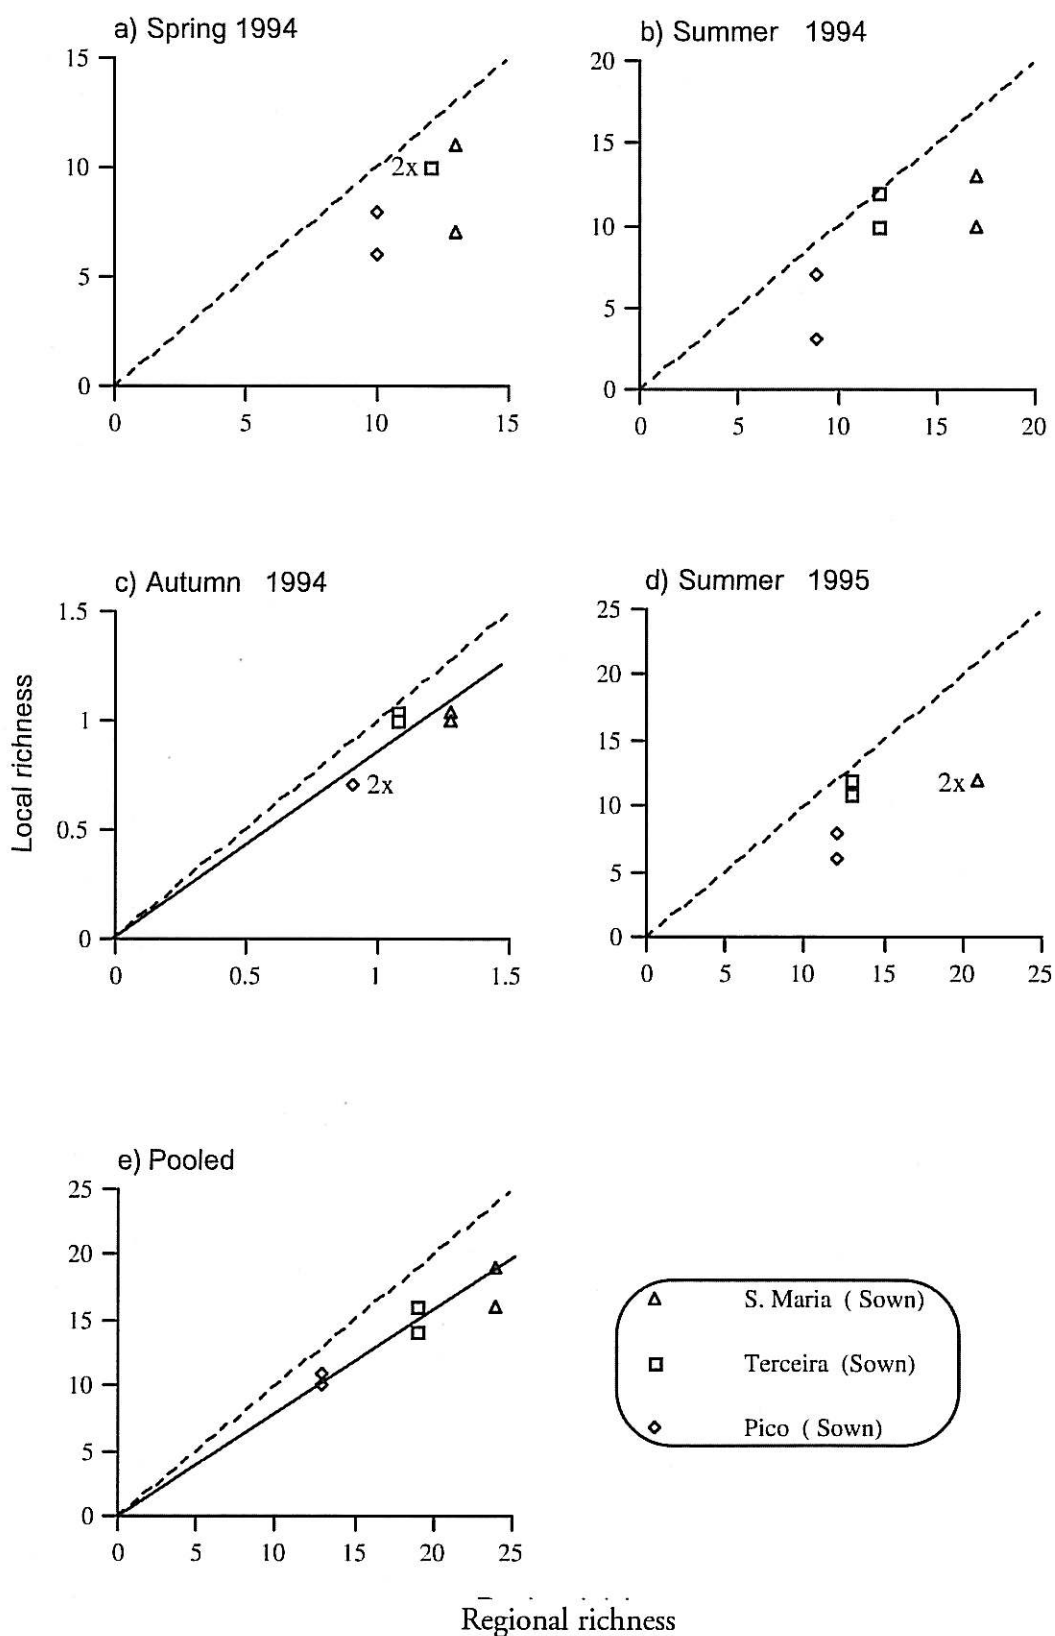 a) Spring 1994
15
10
5
0
2x
0 5 10 15
b) Summer 1994
20
15
10
5
0
0 5 10 15 20
Local richness
c) Autumn 1994
1.5
1
0.5
0
2x
0 0.5 1 1.5
d) Summer 1995
25
20
15
10
5
0
2x
0 5 10 15 20 25
e) Pooled
25
20
15
10
5
0
0 5 10 15 20 25
S. Maria ( Sown)
Terceira (Sown)
Pico ( Sown)
Regional richness